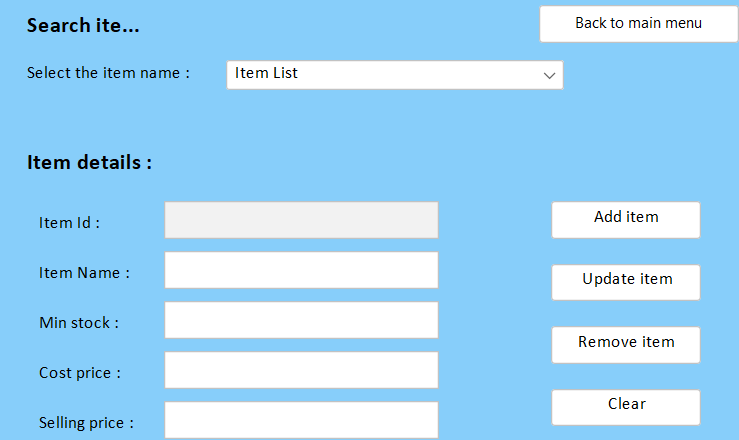 Search ite...
Back to main menu
Select the item name :
Item List
Item details :
Item Id :
Add item
Item Name :
Update item
Min stock :
Remove item
Cost price :
Clear
Selling price :